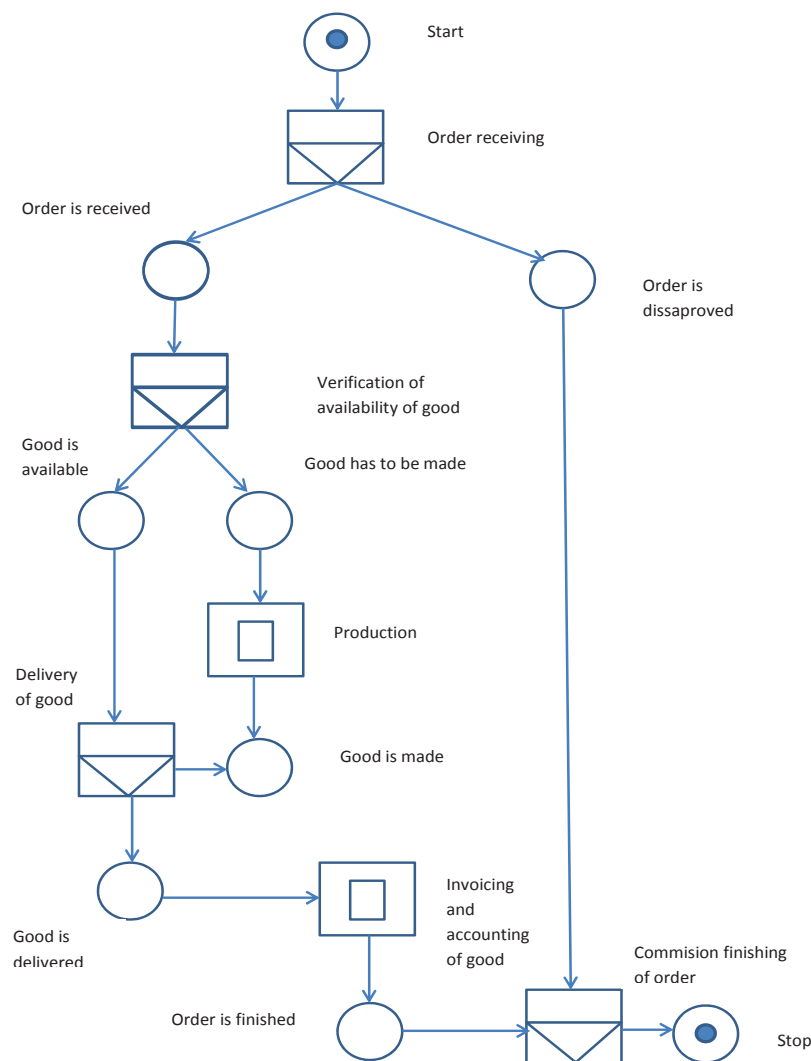 Start
Order receiving
Order is received
Order is
dissaproved
Verification of
availability of good
Good is
available
Good has to be made
Production
Delivery
of good
Good is made
Good is
delivered
Invoicing
and
accounting
of good
Commision finishing
of order
Order is finished
Stop